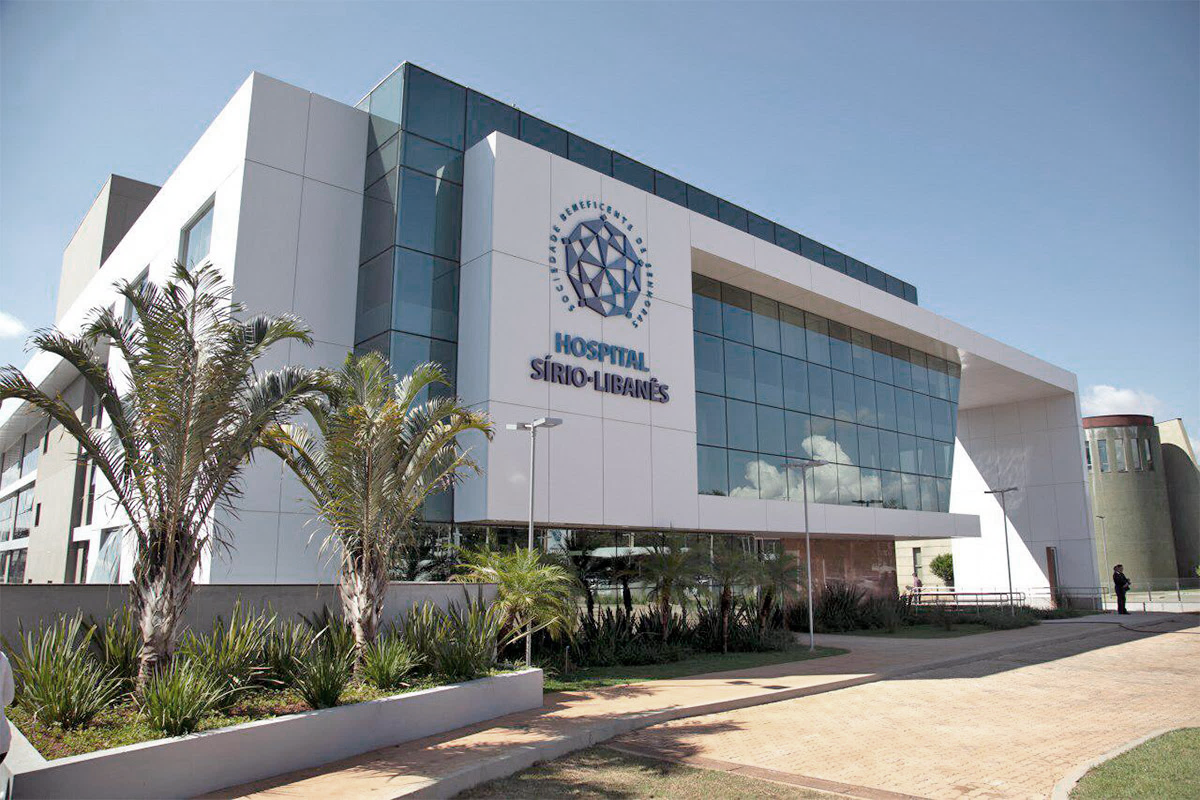 SOCIEDADE BENEFICENTE DE SENHORAS
HOSPITAL
SÍRIO-LIBANÊS